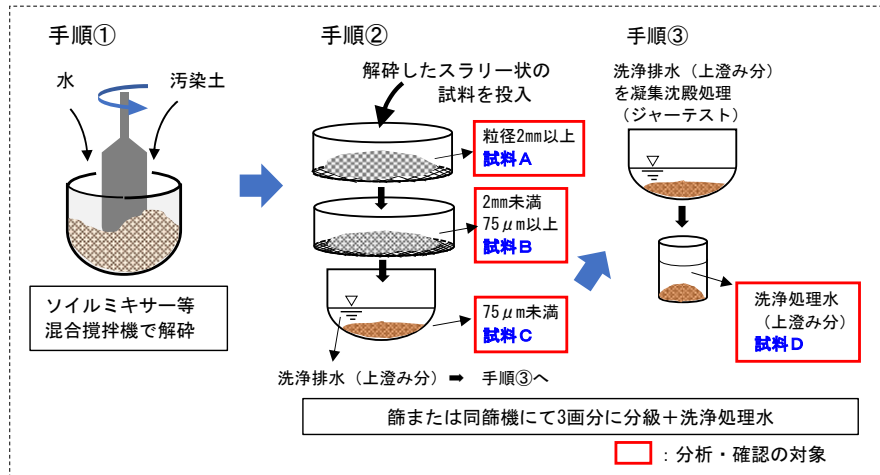 手順①
水
汚染土
ソイルミキサー等
混合撹拌機で解砕
手順②
解砕したスラリー状の
試料を投入
粒径2mm以上
試料A
2mm未満
75μm以上
試料B
75μm未満
試料C
洗浄排水（上澄み分）➡ 手順③へ
手順③
洗浄排水（上澄み分）
を凝集沈殿処理
（ジャーテスト）
洗浄処理水
（上澄み分）
試料D
篩または同篩機にて3画分に分級＋洗浄処理水
：分析・確認の対象